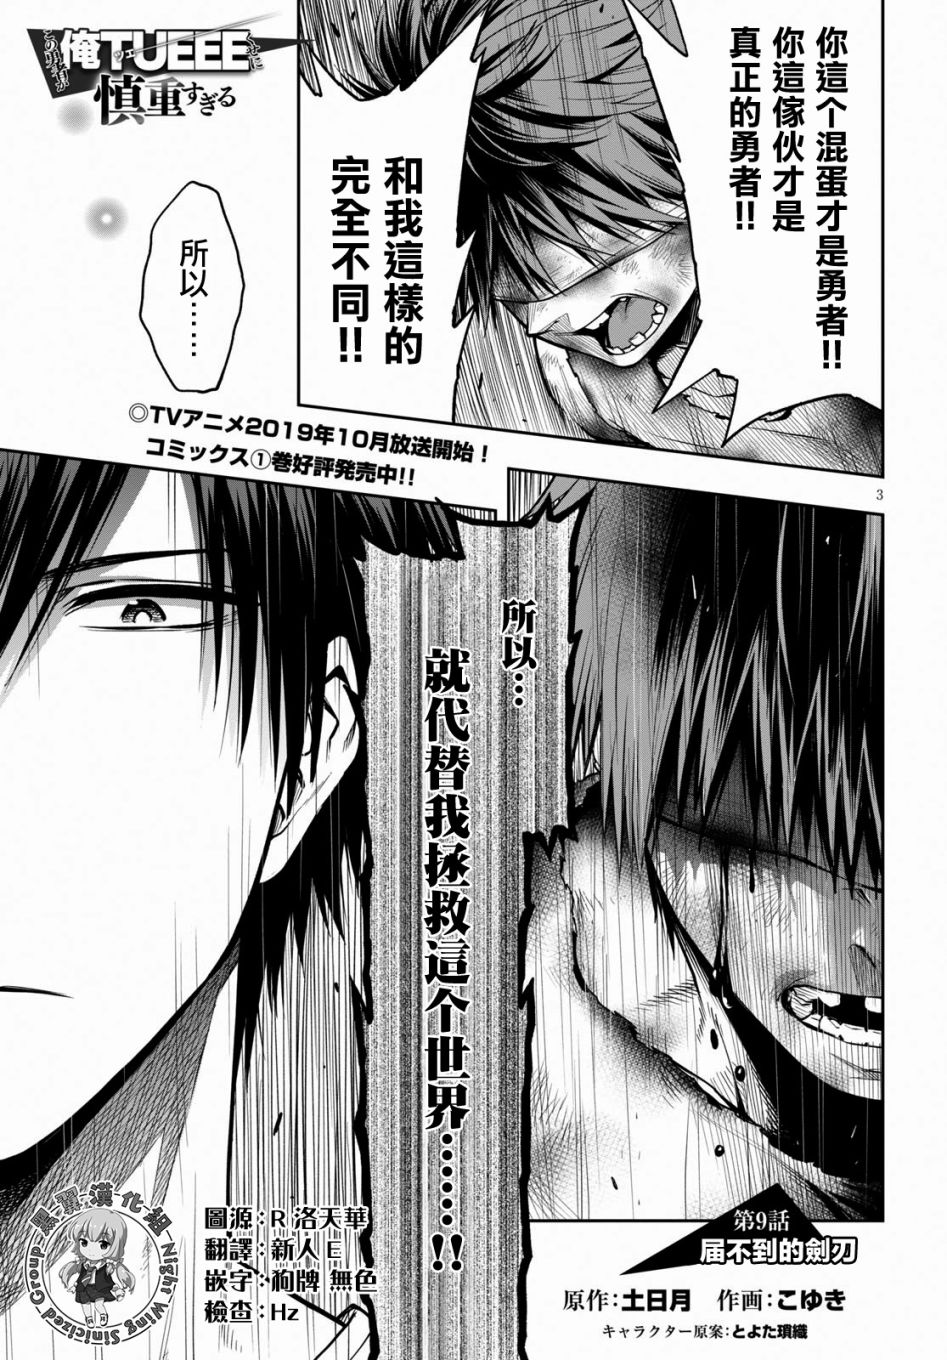 你這个混蛋才是勇者!!
你這傢伙才是
真正的勇者!!
和我這樣的
完全不同!!
この勇者が
俺TUEEE
ツエー
くせに
慎重すぎる
所以……
◎TVアニメ2019年10月放送開始！
コミックス①巻好評発売中!!
3
所以…
就代替我拯救這个世界……!!
第9話
届不到的劍刃
原作:土日月　作画:こゆき
キャラクター原案:とよた瑣織
圖源:R 洛天華
翻譯:新人E
嵌字:狗牌 無色
檢查:Hz
黑翼漢化組
Night Wing Sinicized Group